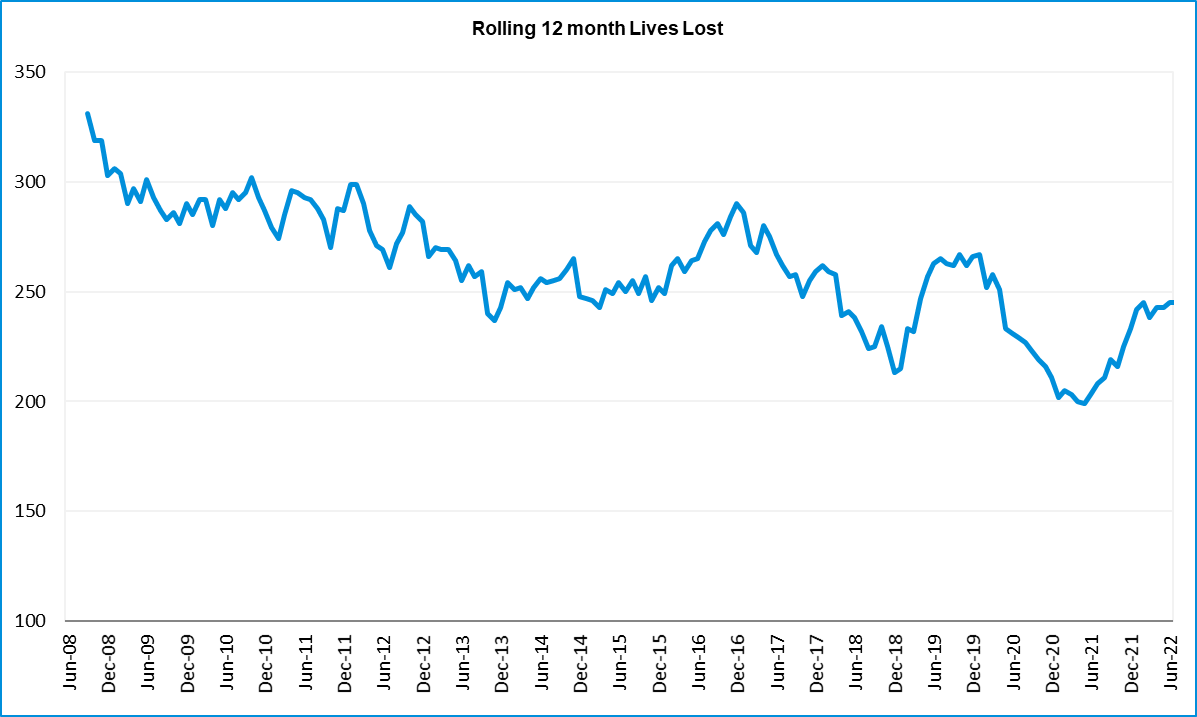 Rolling 12 month Lives Lost
350
300
250
200
150
100
Jun-08
Dec-08
Jun-09
Dec-09
Jun-10
Dec-10
Jun-11
Dec-11
Jun-12
Dec-12
Jun-13
Dec-13
Jun-14
Dec-14
Jun-15
Dec-15
Jun-16
Dec-16
Jun-17
Dec-17
Jun-18
Dec-18
Jun-19
Dec-19
Jun-20
Dec-20
Jun-21
Dec-21
Jun-22